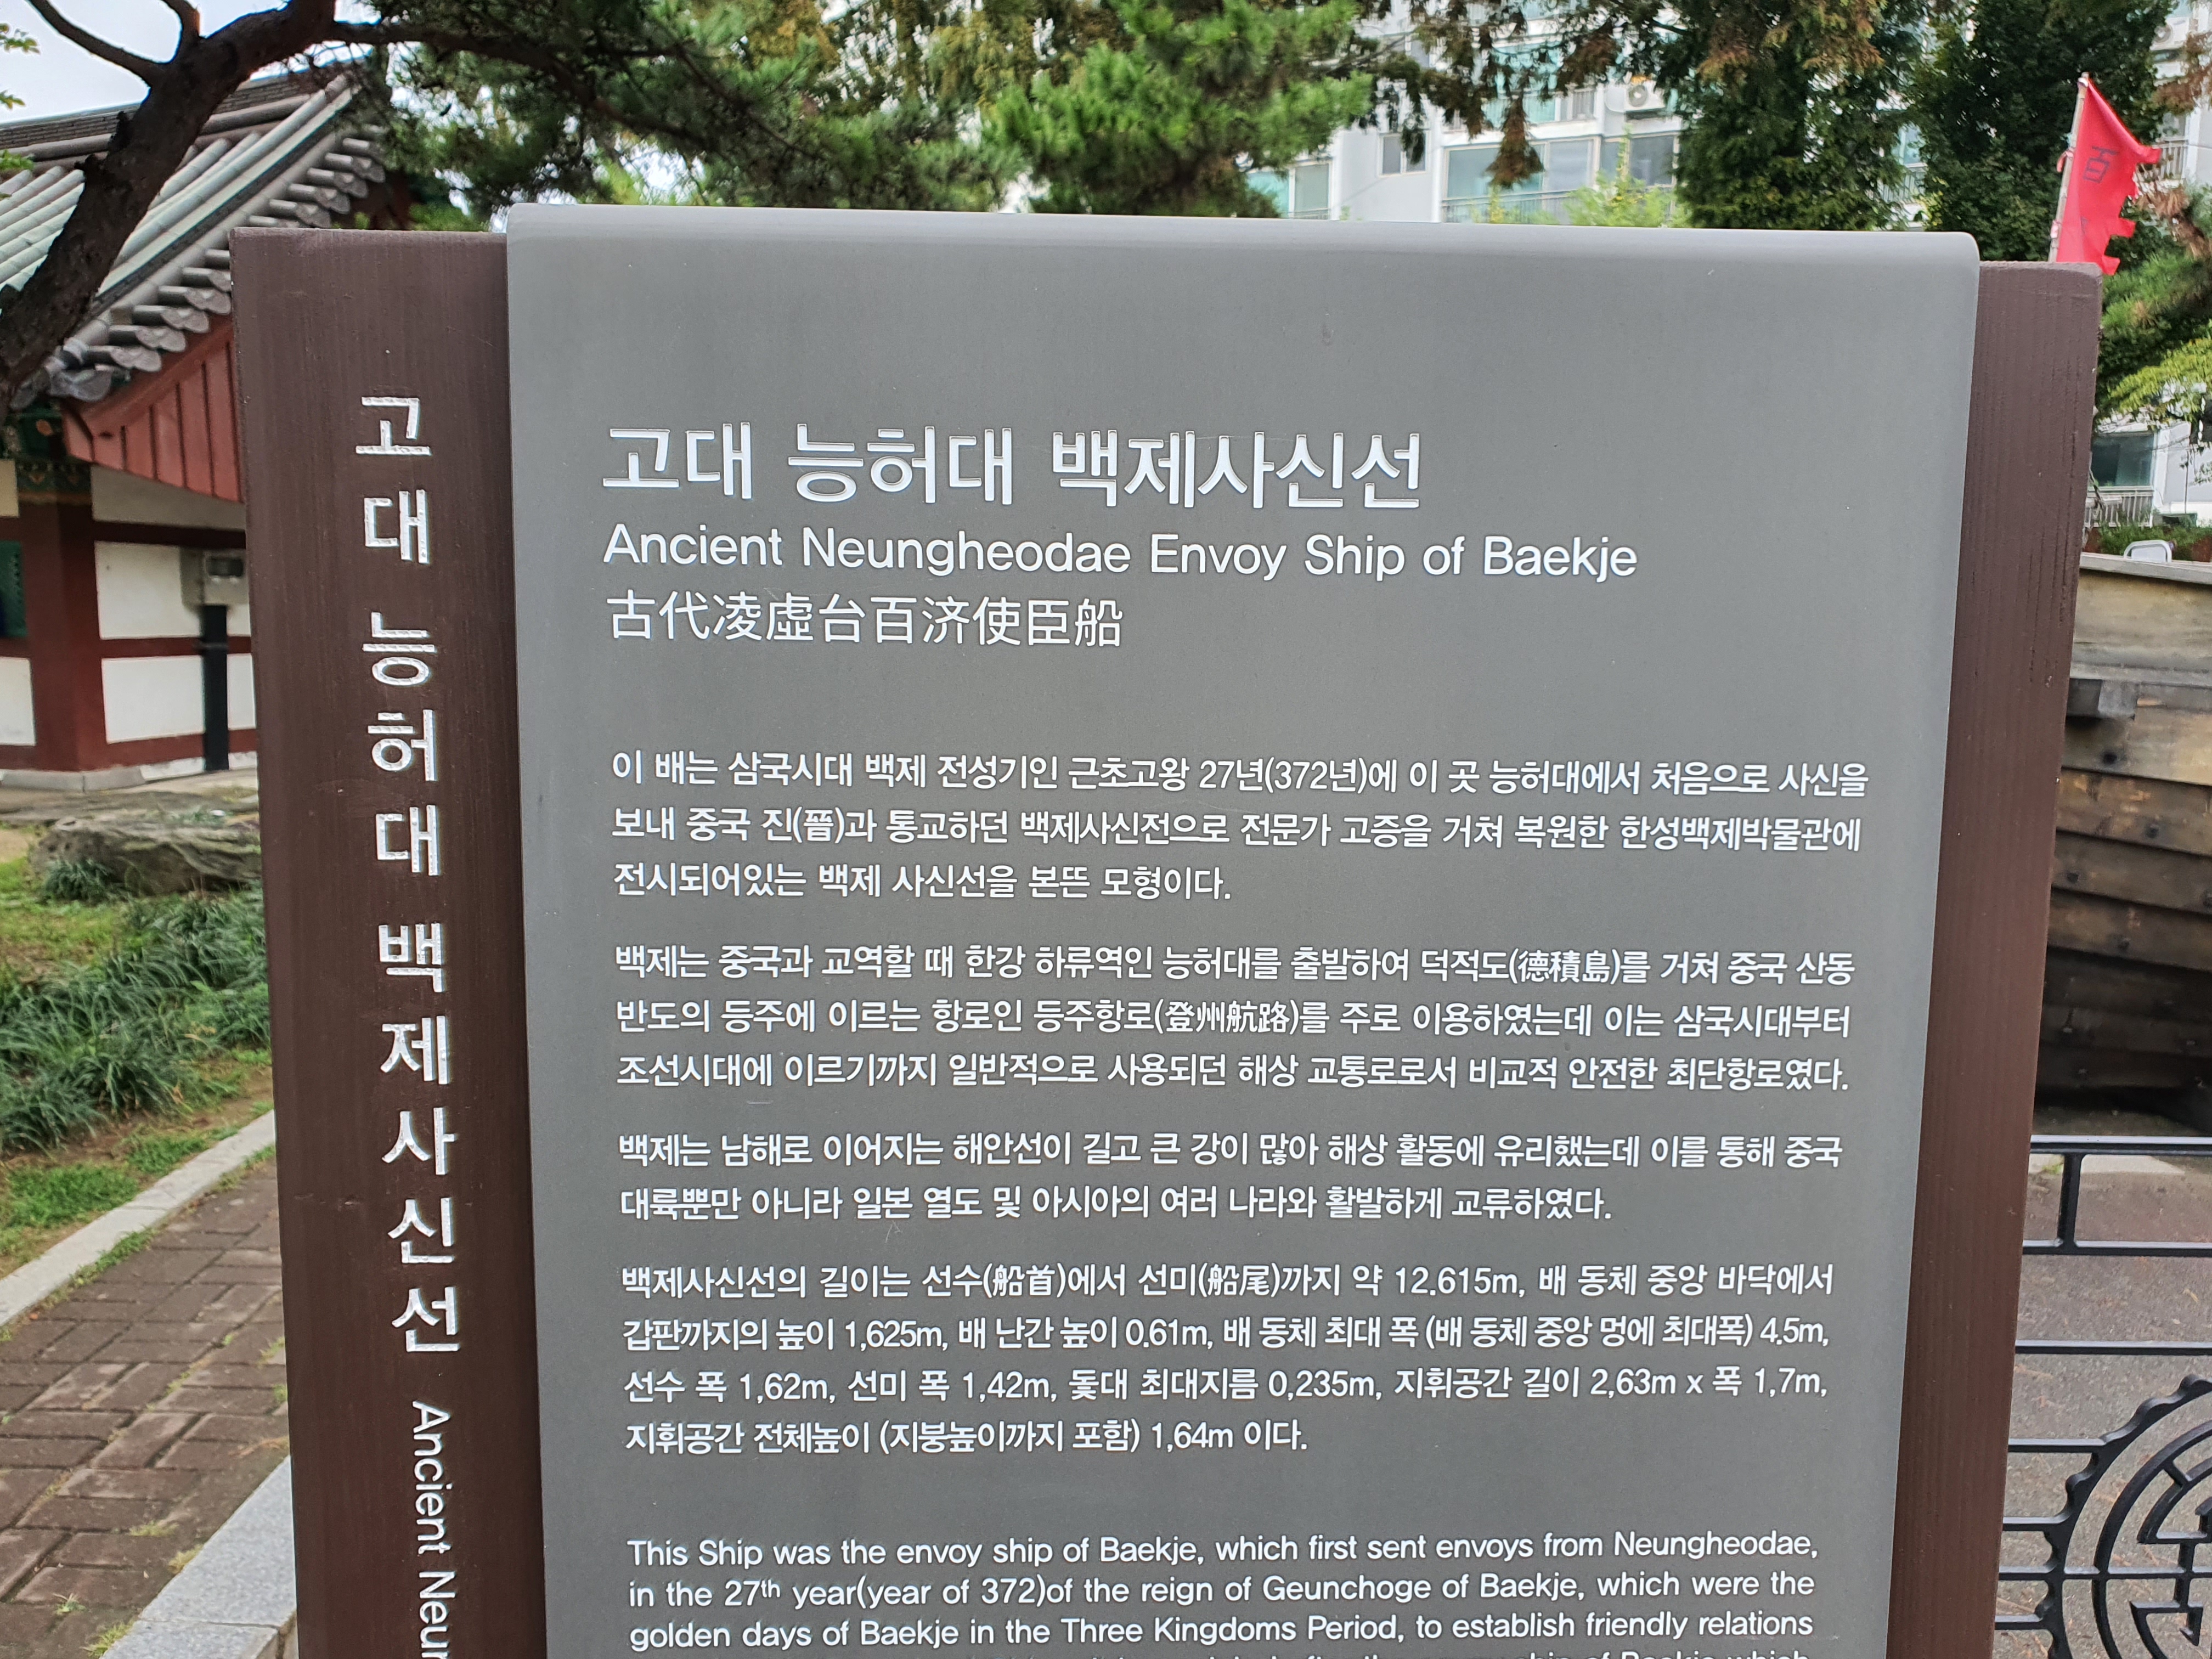 고대 능허대 백제사신선
Ancient Neungheodae Envoy Ship of Baekje
古代凌虛台百济使臣船
이 배는 삼국시대 백제 전성기인 근초고왕 27년(372년)에 이 곳 능허대에서 처음으로 사신을
보내 중국 진(晉)과 통교하던 백제사신전으로 전문가 고증을 거쳐 복원한 한성백제박물관에
전시되어있는 백제 사신선을 본뜬 모형이다.
백제는 중국과 교역할 때 한강 하류역인 능허대를 출발하여 덕적도(德積島)를 거쳐 중국 산동
반도의 등주에 이르는 항로인 등주항로(登州航路)를 주로 이용하였는데 이는 삼국시대부터
조선시대에 이르기까지 일반적으로 사용되던 해상 교통로로서 비교적 안전한 최단항로였다.
백제는 남해로 이어지는 해안선이 길고 큰 강이 많아 해상 활동에 유리했는데 이를 통해 중국
대륙뿐만 아니라 일본 열도 및 아시아의 여러 나라와 활발하게 교류하였다.
백제사신선의 길이는 선수(船首)에서 선미(船尾)까지 약 12.615m, 배 동체 중앙 바닥에서
갑판까지의 높이 1,625m, 배 난간 높이 0.61m, 배 동체 최대 폭 (배 동체 중앙 멍에 최대폭) 4.5m,
선수 폭 1,62m, 선미 폭 1,42m, 돛대 최대지름 0,235m, 지휘공간 길이 2,63m x 폭 1,7m,
지휘공간 전체높이 (지붕높이까지 포함) 1,64m 이다.
This Ship was the envoy ship of Baekje, which first sent envoys from Neungheodae,
in the 27th year(year of 372)of the reign of Geunchoge of Baekje, which were the
golden days of Baekje in the Three Kingdoms Period, to establish friendly relations
고대 능허대 백제사신선 Ancient Neun